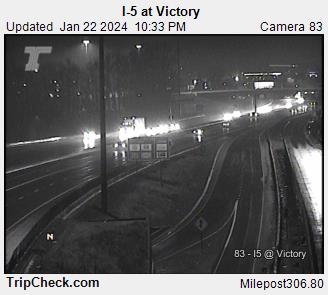 I-5 at Victory
Updated Jan 22 2024 10:33 PM Camera 83
N
83 - I5 @ Victory
TripCheck.com Milepost306.80